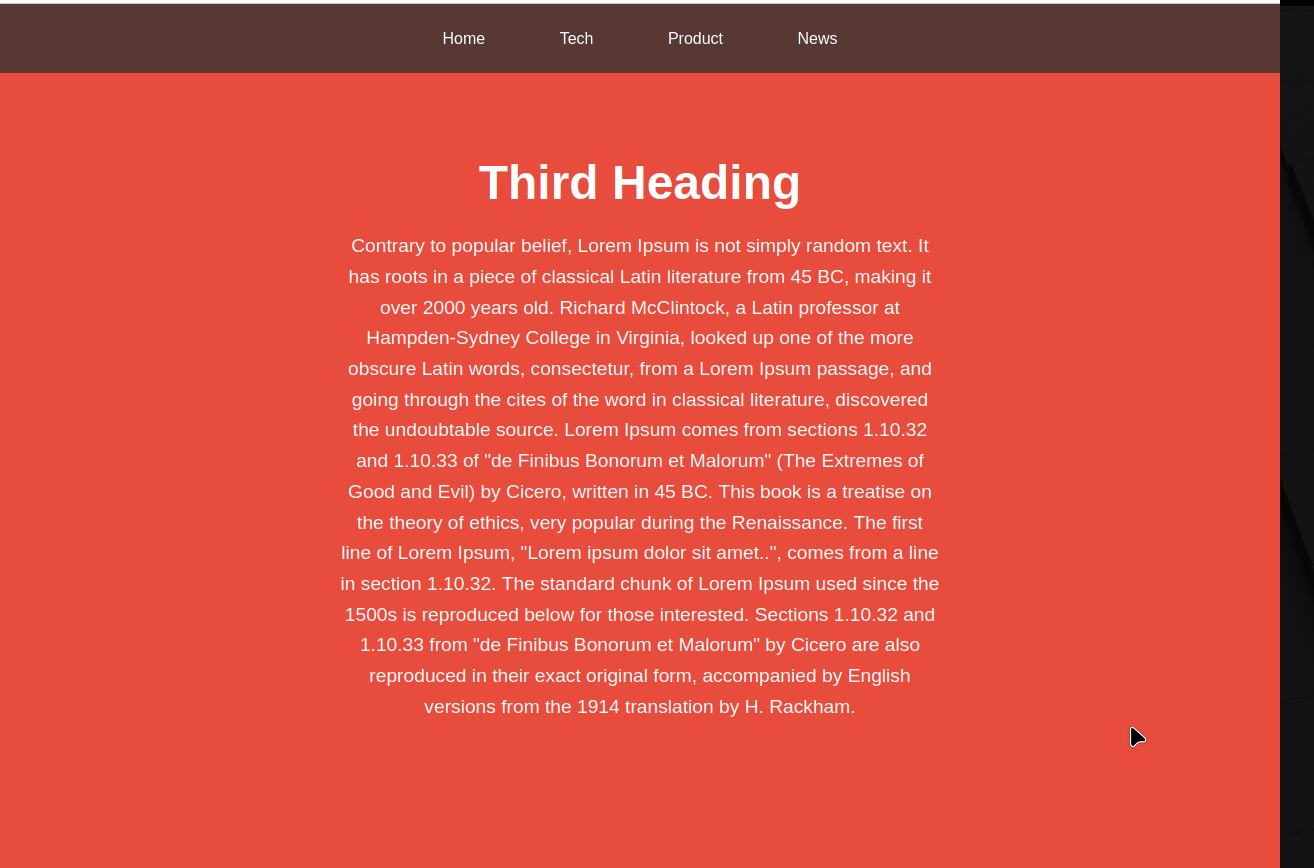 Home Tech Product News
Third Heading
Contrary to popular belief, Lorem Ipsum is not simply random text. It
has roots in a piece of classical Latin literature from 45 BC, making it
over 2000 years old. Richard McClintock, a Latin professor at
Hampden-Sydney College in Virginia, looked up one of the more
obscure Latin words, consectetur, from a Lorem Ipsum passage, and
going through the cites of the word in classical literature, discovered
the undoubtable source. Lorem Ipsum comes from sections 1.10.32
and 1.10.33 of "de Finibus Bonorum et Malorum" (The Extremes of
Good and Evil) by Cicero, written in 45 BC. This book is a treatise on
the theory of ethics, very popular during the Renaissance. The first
line of Lorem Ipsum, "Lorem ipsum dolor sit amet..", comes from a line
in section 1.10.32. The standard chunk of Lorem Ipsum used since the
1500s is reproduced below for those interested. Sections 1.10.32 and
1.10.33 from "de Finibus Bonorum et Malorum" by Cicero are also
reproduced in their exact original form, accompanied by English
versions from the 1914 translation by H. Rackham.